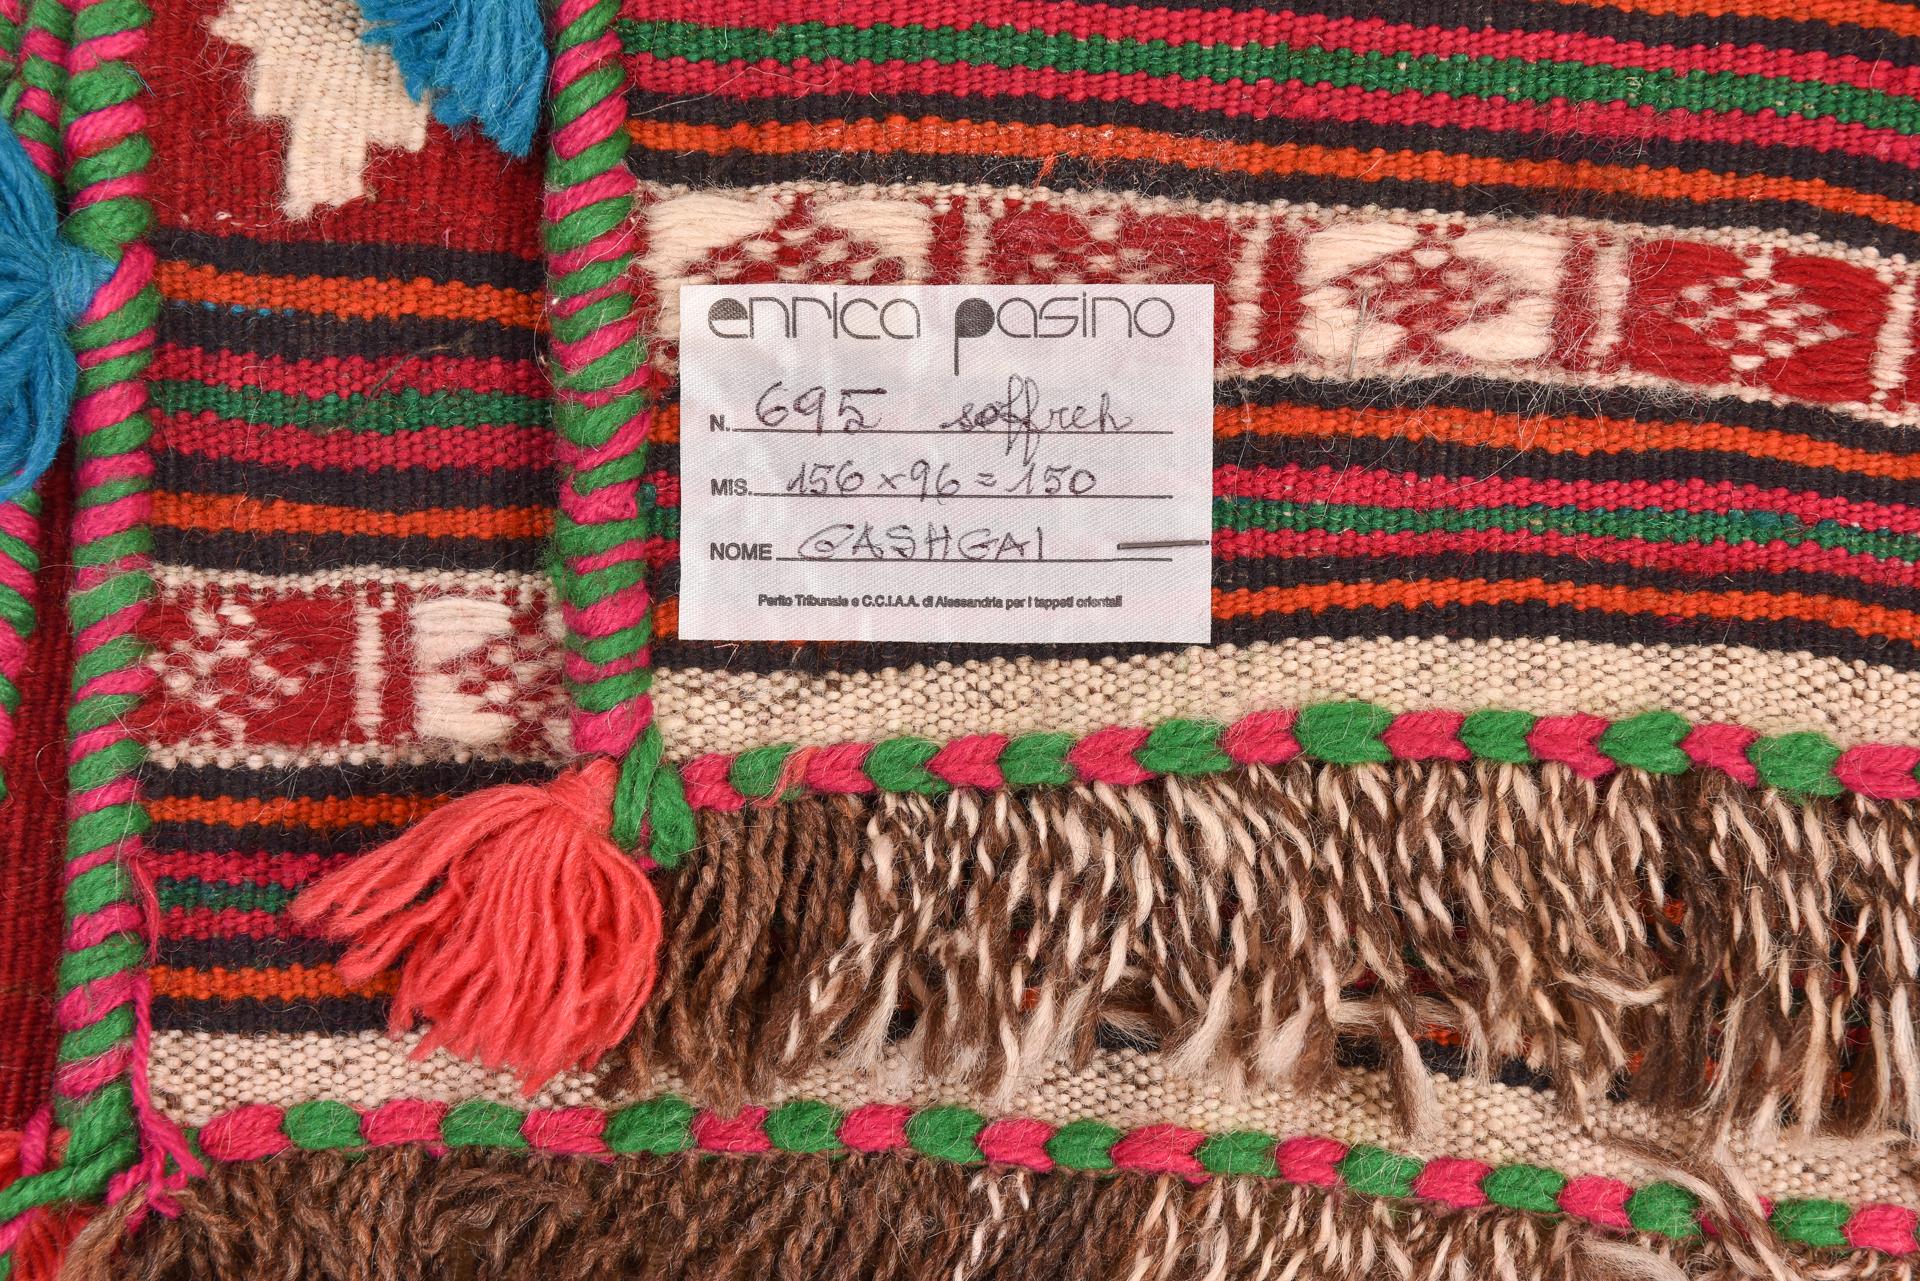 enrica pasino
N. 695 soffreh
MIS. 156 x 96 = 150
NOME GASHGAI
Perito Tribunale e C.C.I.A.A. di Alessandria per i tappeti orientali